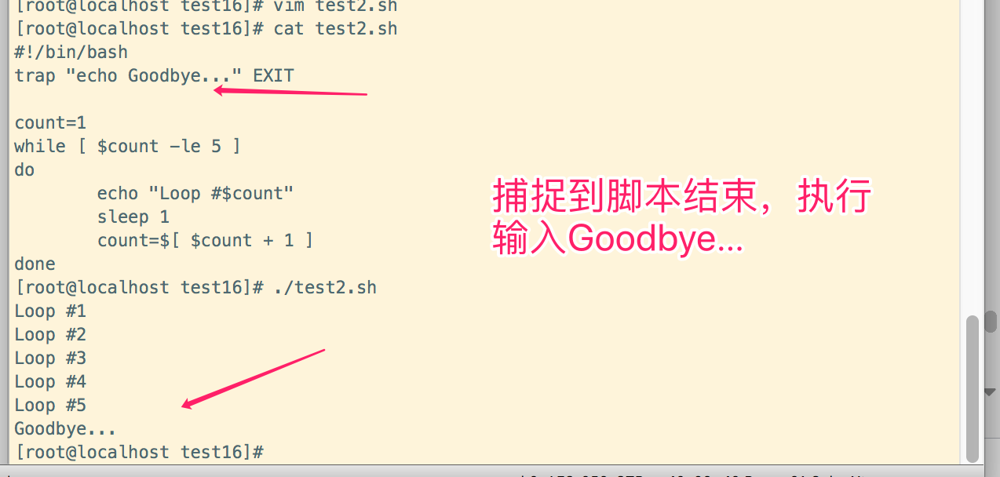 [root@localhost test16]# vim test2.sh
[root@localhost test16]# cat test2.sh
#!/bin/bash
trap "echo Goodbye..." EXIT
count=1
while [ $count -le 5 ]
do
echo "Loop #$count"
sleep 1
count=$[ $count + 1 ]
done
[root@localhost test16]# ./test2.sh
Loop #1
Loop #2
Loop #3
Loop #4
Loop #5
Goodbye...
[root@localhost test16]#
捕捉到脚本结束，执行
输入Goodbye...